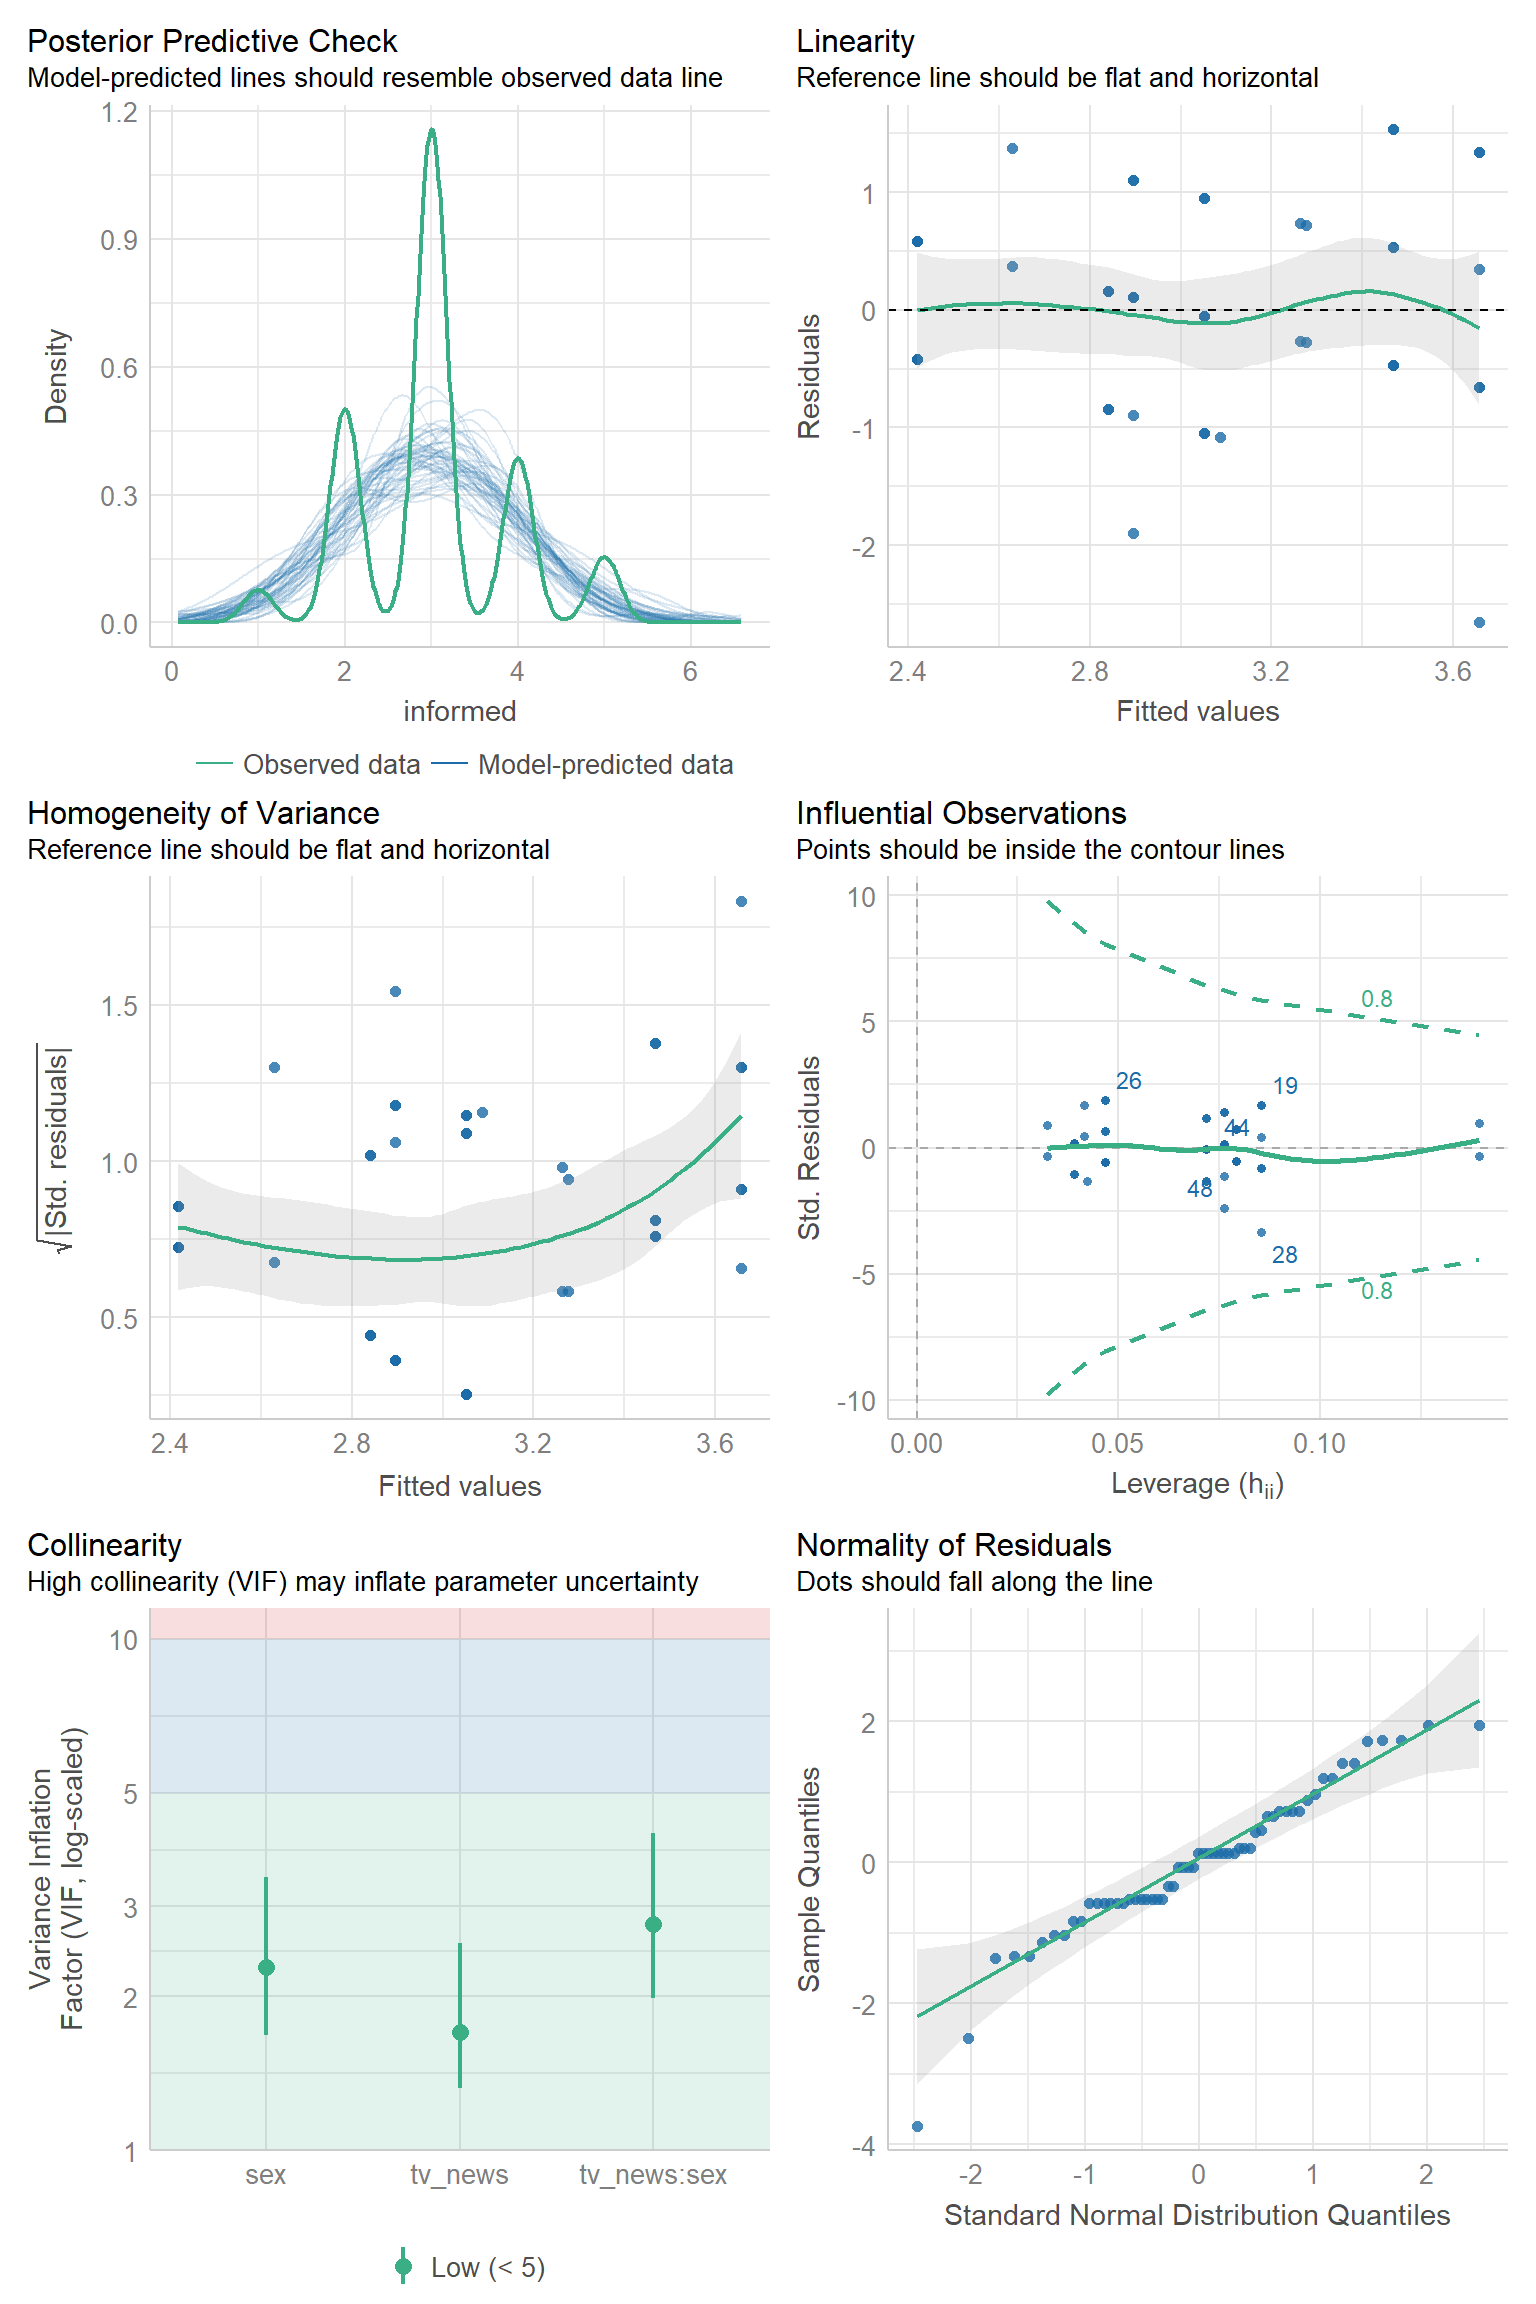 Posterior Predictive Check
Model-predicted lines should resemble observed data line
1.2
0.9
0.6
0.3
0.0
Density
0 2 4 6
informed
Observed data Model-predicted data
Linearity
Reference line should be flat and horizontal
1
0
-1
-2
Residuals
2.4 2.8 3.2 3.6
Fitted values
Homogeneity of Variance
Reference line should be flat and horizontal
1.5
1.0
0.5
√|Std. residuals|
2.4 2.8 3.2 3.6
Fitted values
Influential Observations
Points should be inside the contour lines
10
5
0
-5
-10
Std. Residuals
0.8
26
19
44
48
28
0.8
0.00 0.05 0.10
Leverage (hii)
Collinearity
High collinearity (VIF) may inflate parameter uncertainty
10
5
3
2
1
Variance Inflation
Factor (VIF, log-scaled)
sex tv_news tv_news:sex
Low (< 5)
Normality of Residuals
Dots should fall along the line
2
0
-2
-4
Sample Quantiles
-2 -1 0 1 2
Standard Normal Distribution Quantiles